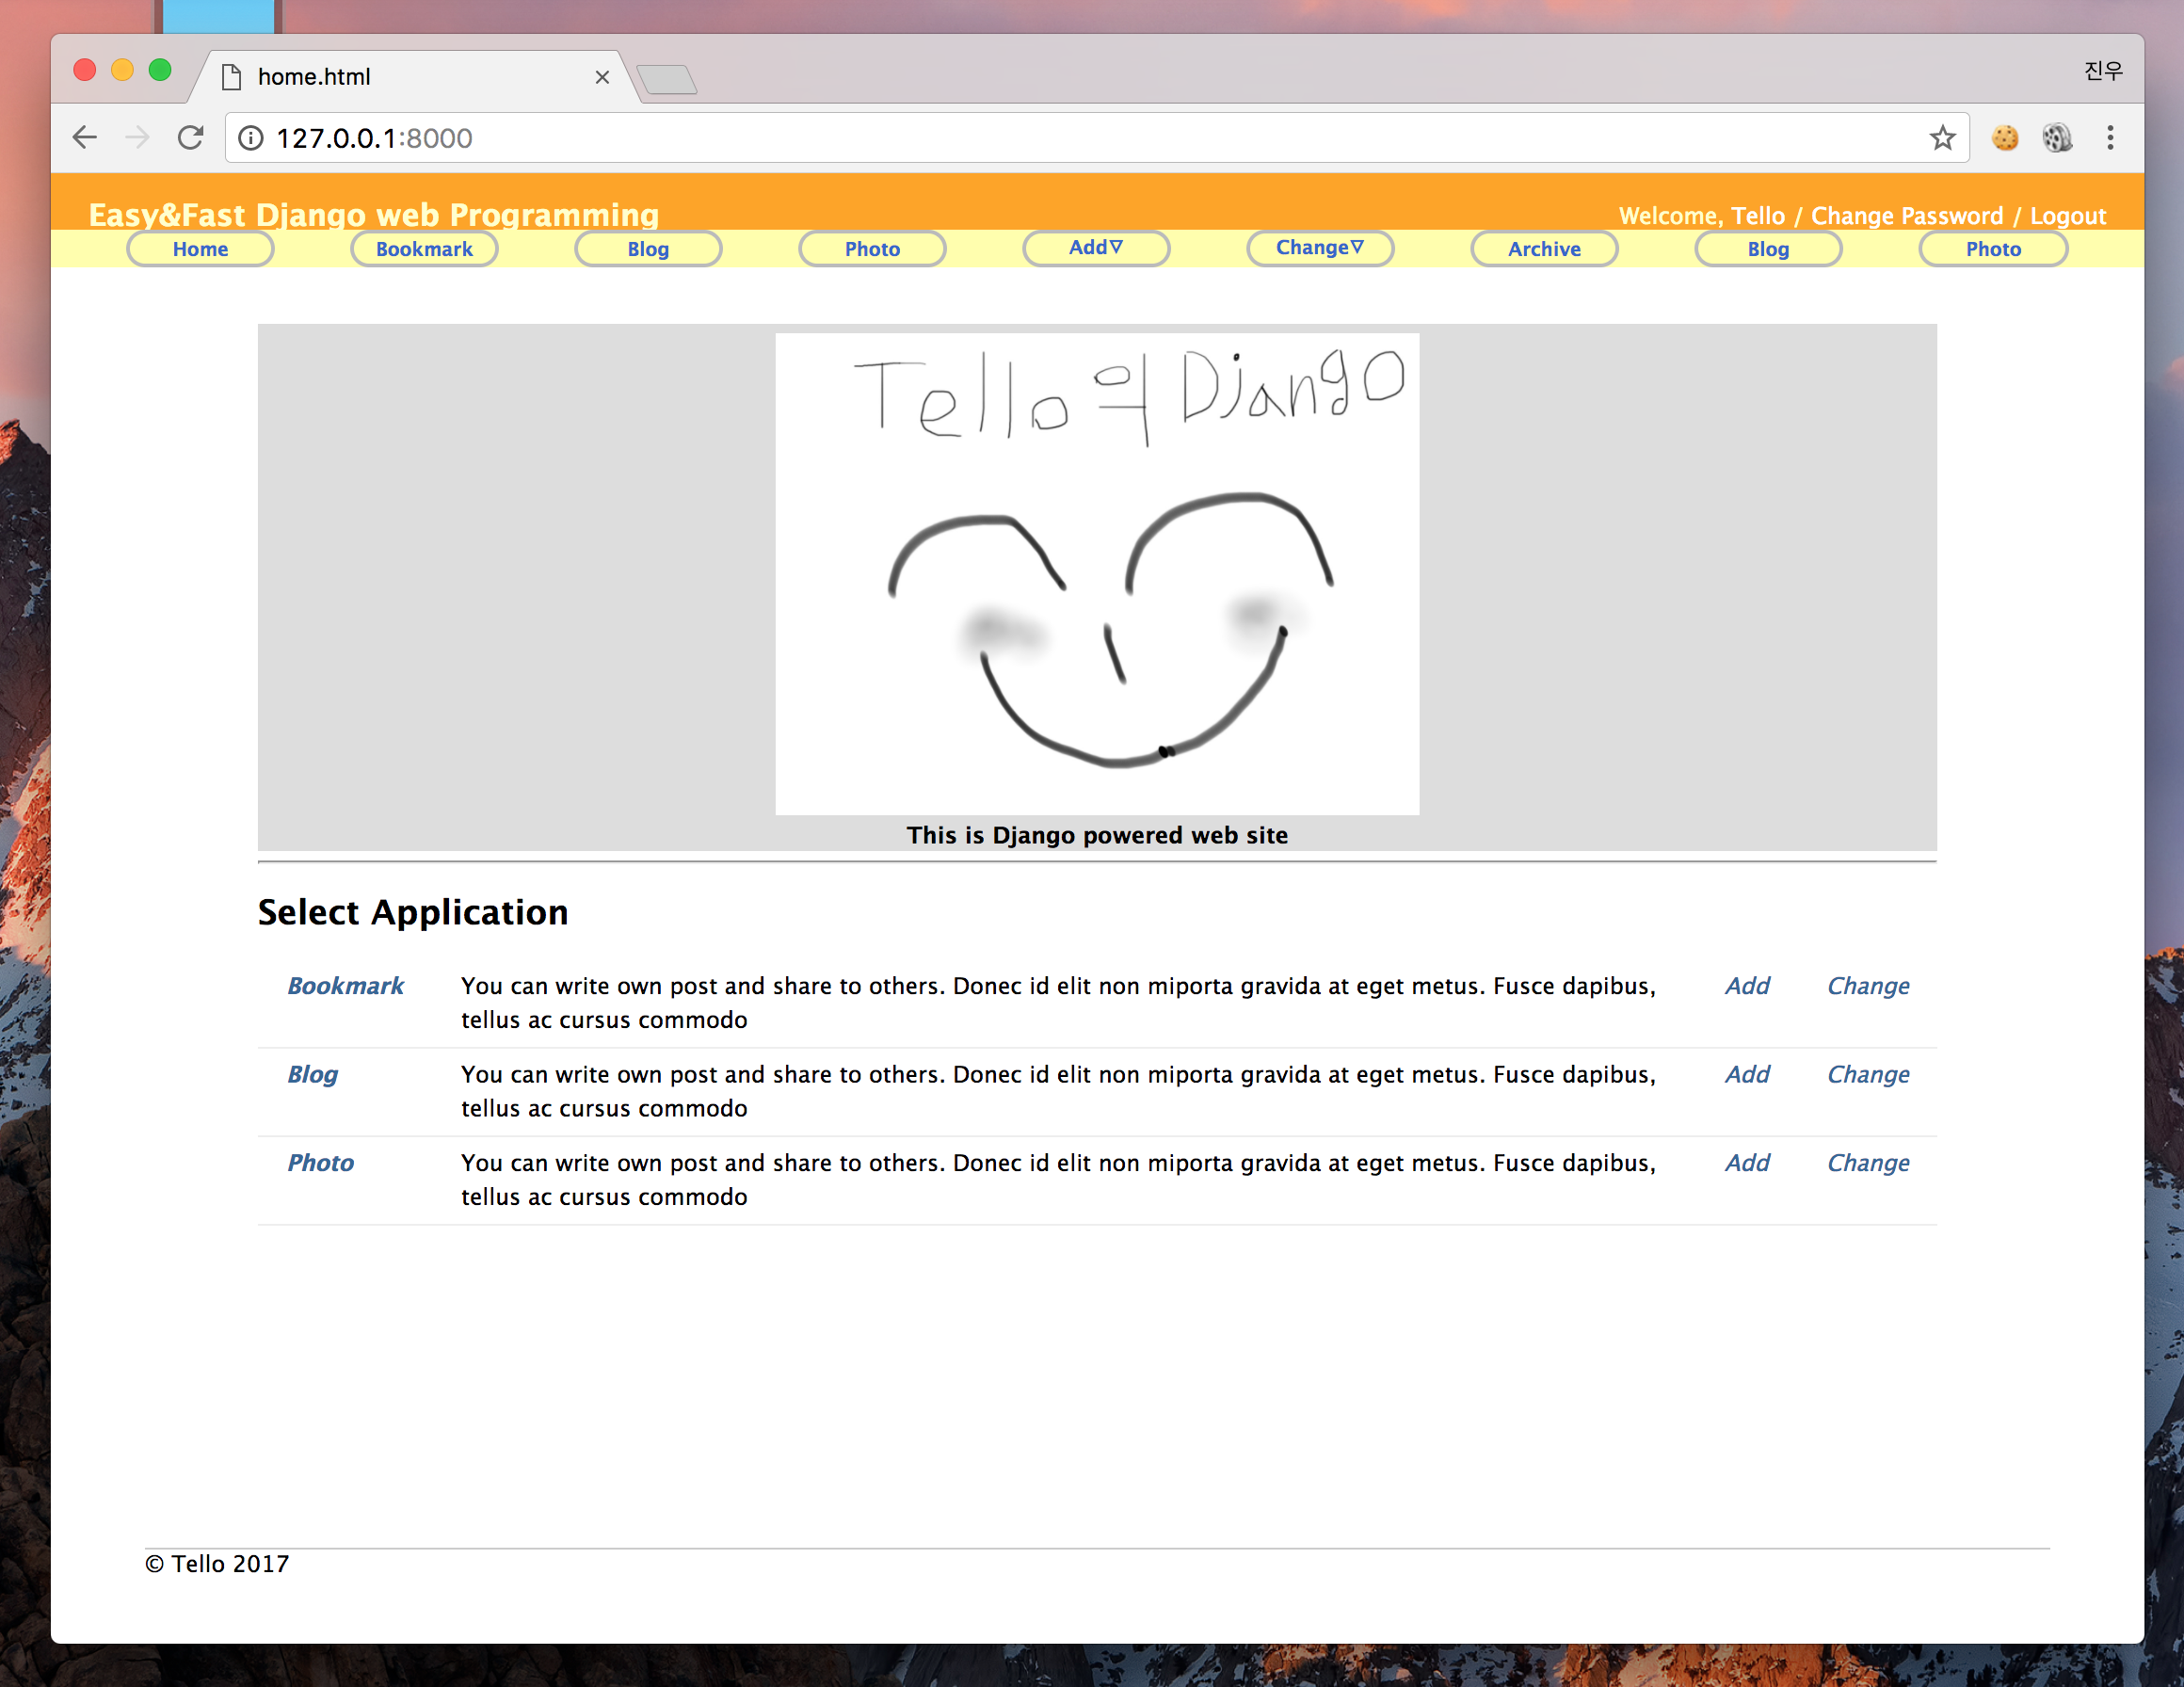 home.html
진우
127.0.0.1:8000
Easy&Fast Django web Programming
Welcome, Tello / Change Password / Logout
Home Bookmark Blog Photo Add▽ Change▽ Archive Blog Photo
Tello의 Django
This is Django powered web site
Select Application
Bookmark You can write own post and share to others. Donec id elit non miporta gravida at eget metus. Fusce dapibus, Add Change
tellus ac cursus commodo
Blog You can write own post and share to others. Donec id elit non miporta gravida at eget metus. Fusce dapibus, Add Change
tellus ac cursus commodo
Photo You can write own post and share to others. Donec id elit non miporta gravida at eget metus. Fusce dapibus, Add Change
tellus ac cursus commodo
© Tello 2017